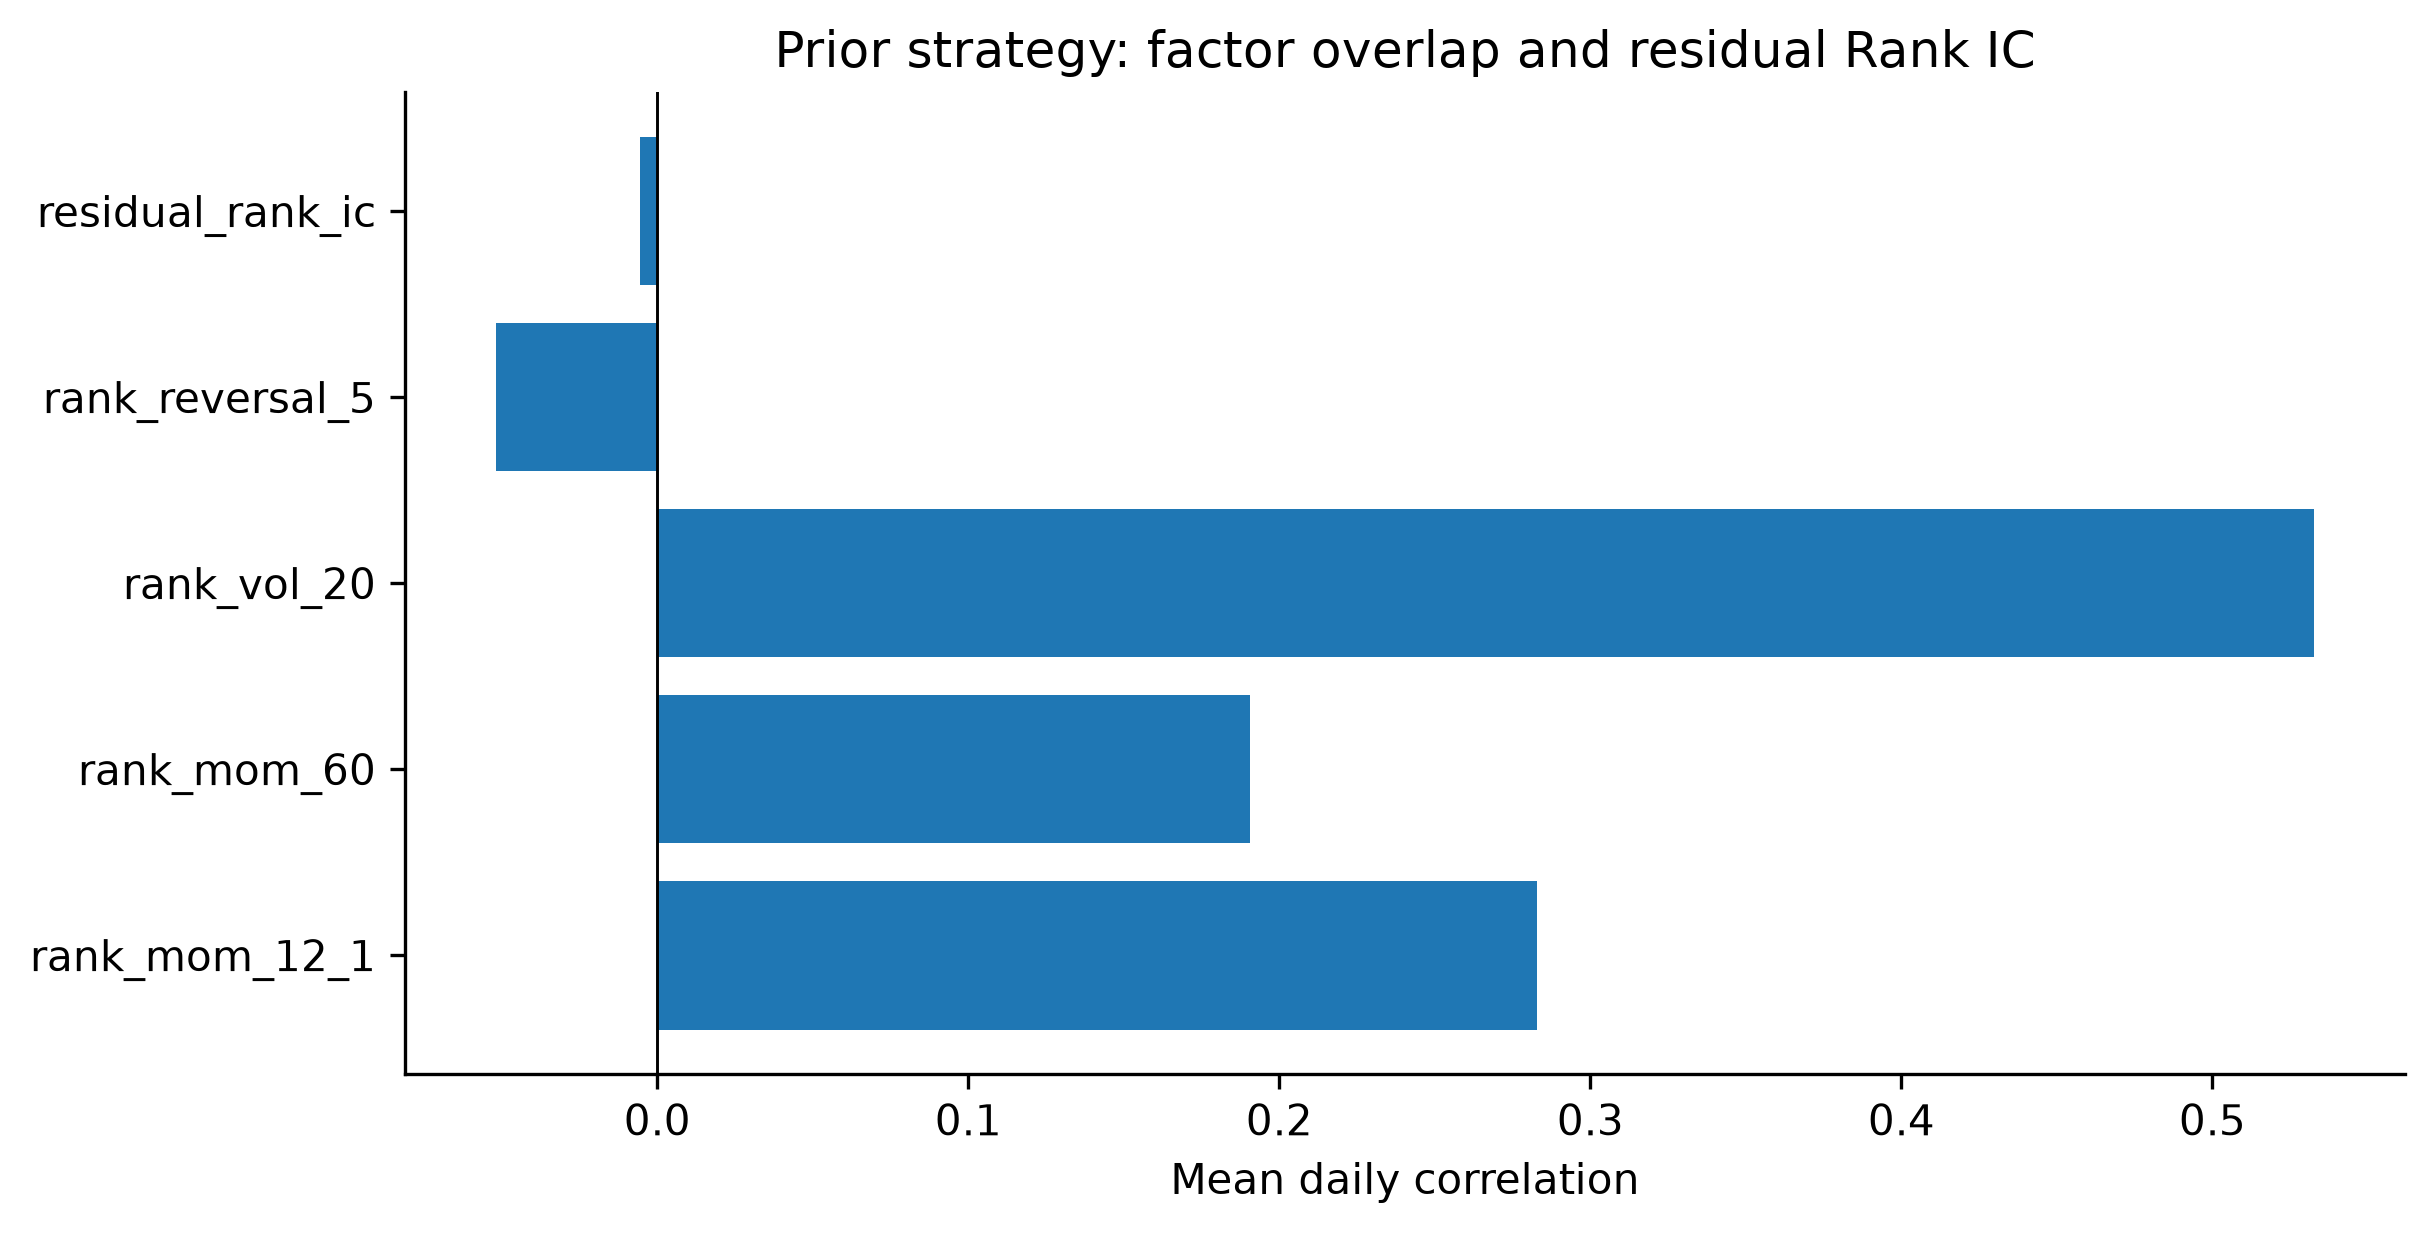 Prior strategy: factor overlap and residual Rank IC
residual_rank_ic
rank_reversal_5
rank_vol_20
rank_mom_60
rank_mom_12_1
0.0 0.1 0.2 0.3 0.4 0.5
Mean daily correlation